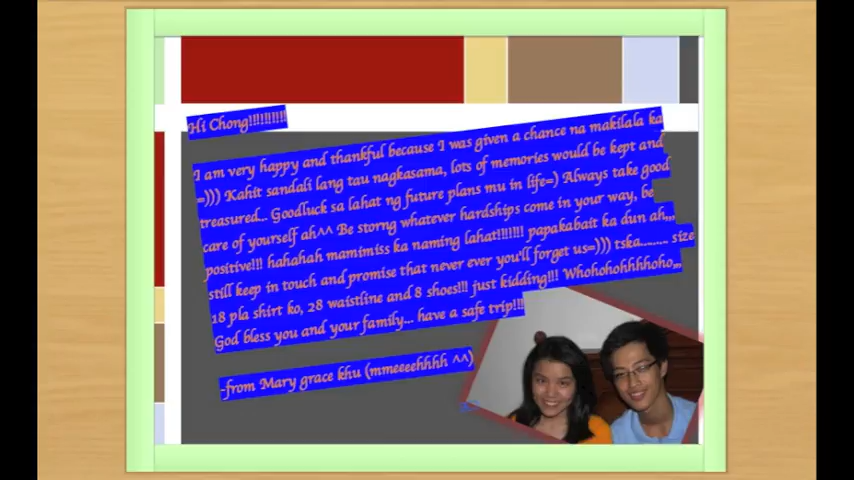 Hi Chong!!!!!!!!!!
I am very happy and thankful because I was given a chance na makilala ka
=))) Kahit sandali lang tau nagkasama, lots of memories would be kept and
treasured.. Goodluck sa lahat ng future plans mu in life=) Always take good
care of yourself ah^^ Be storng whatever hardships come in your way, be
positive!!! hahahah mamimiss ka naming lahat!!!!!!!! papakabait ka dun ah,,,
still keep in touch and promise that never ever you'll forget us=))) tska........ size
18 pla shirt ko, 28 waistline and 8 shoes!!! just kidding!!! Whohohohhhhoho,,,
God bless you and your family... have a safe trip!!!
-from Mary grace khu (mmeeeehhhh ^^)